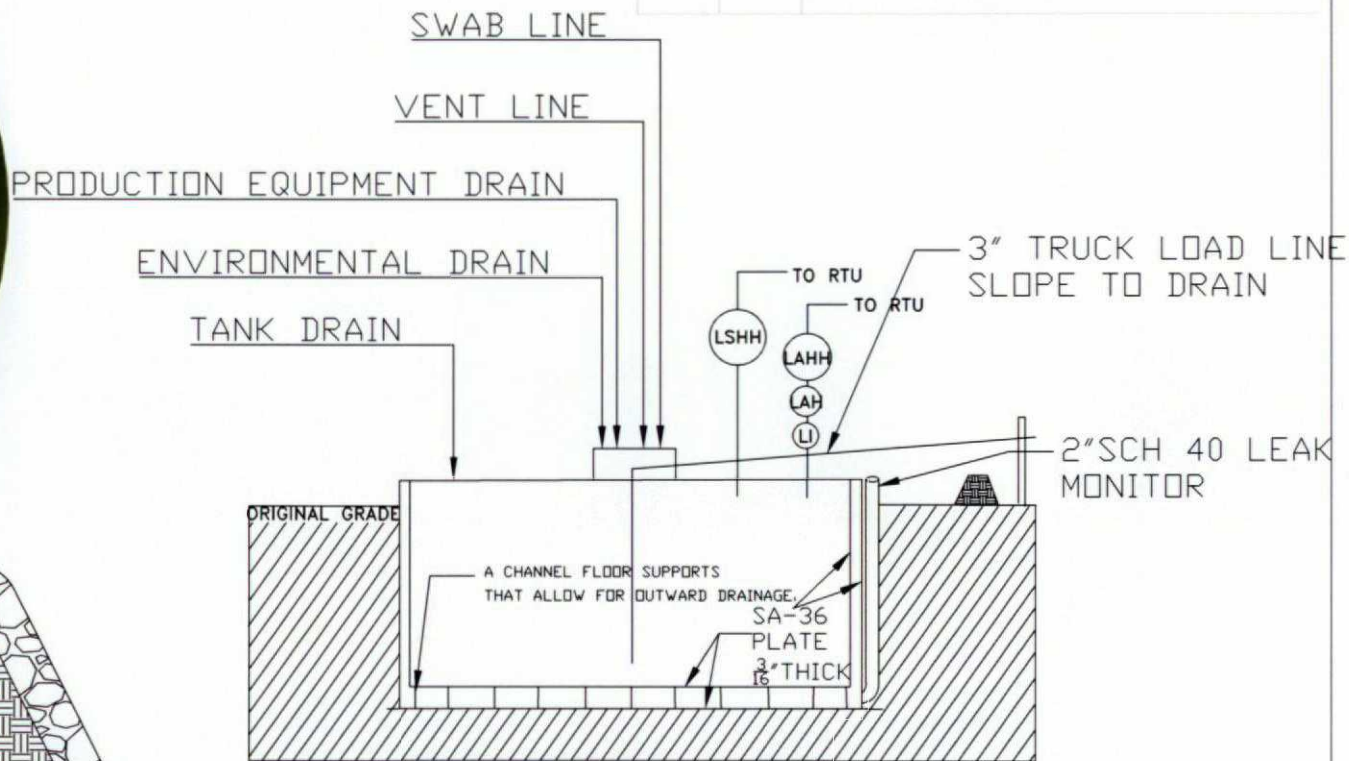 SWAB LINE
VENT LINE
PRODUCTION EQUIPMENT DRAIN
ENVIRONMENTAL DRAIN
TANK DRAIN
TO RTU
TO RTU
LSHH
LAHH
LAH
LI
3" TRUCK LOAD LINE
SLOPE TO DRAIN
2"SCH 40 LEAK
MONITOR
ORIGINAL GRADE
A CHANNEL FLOOR SUPPORTS
THAT ALLOW FOR OUTWARD DRAINAGE.
SA-36
PLATE
3/16"THICK